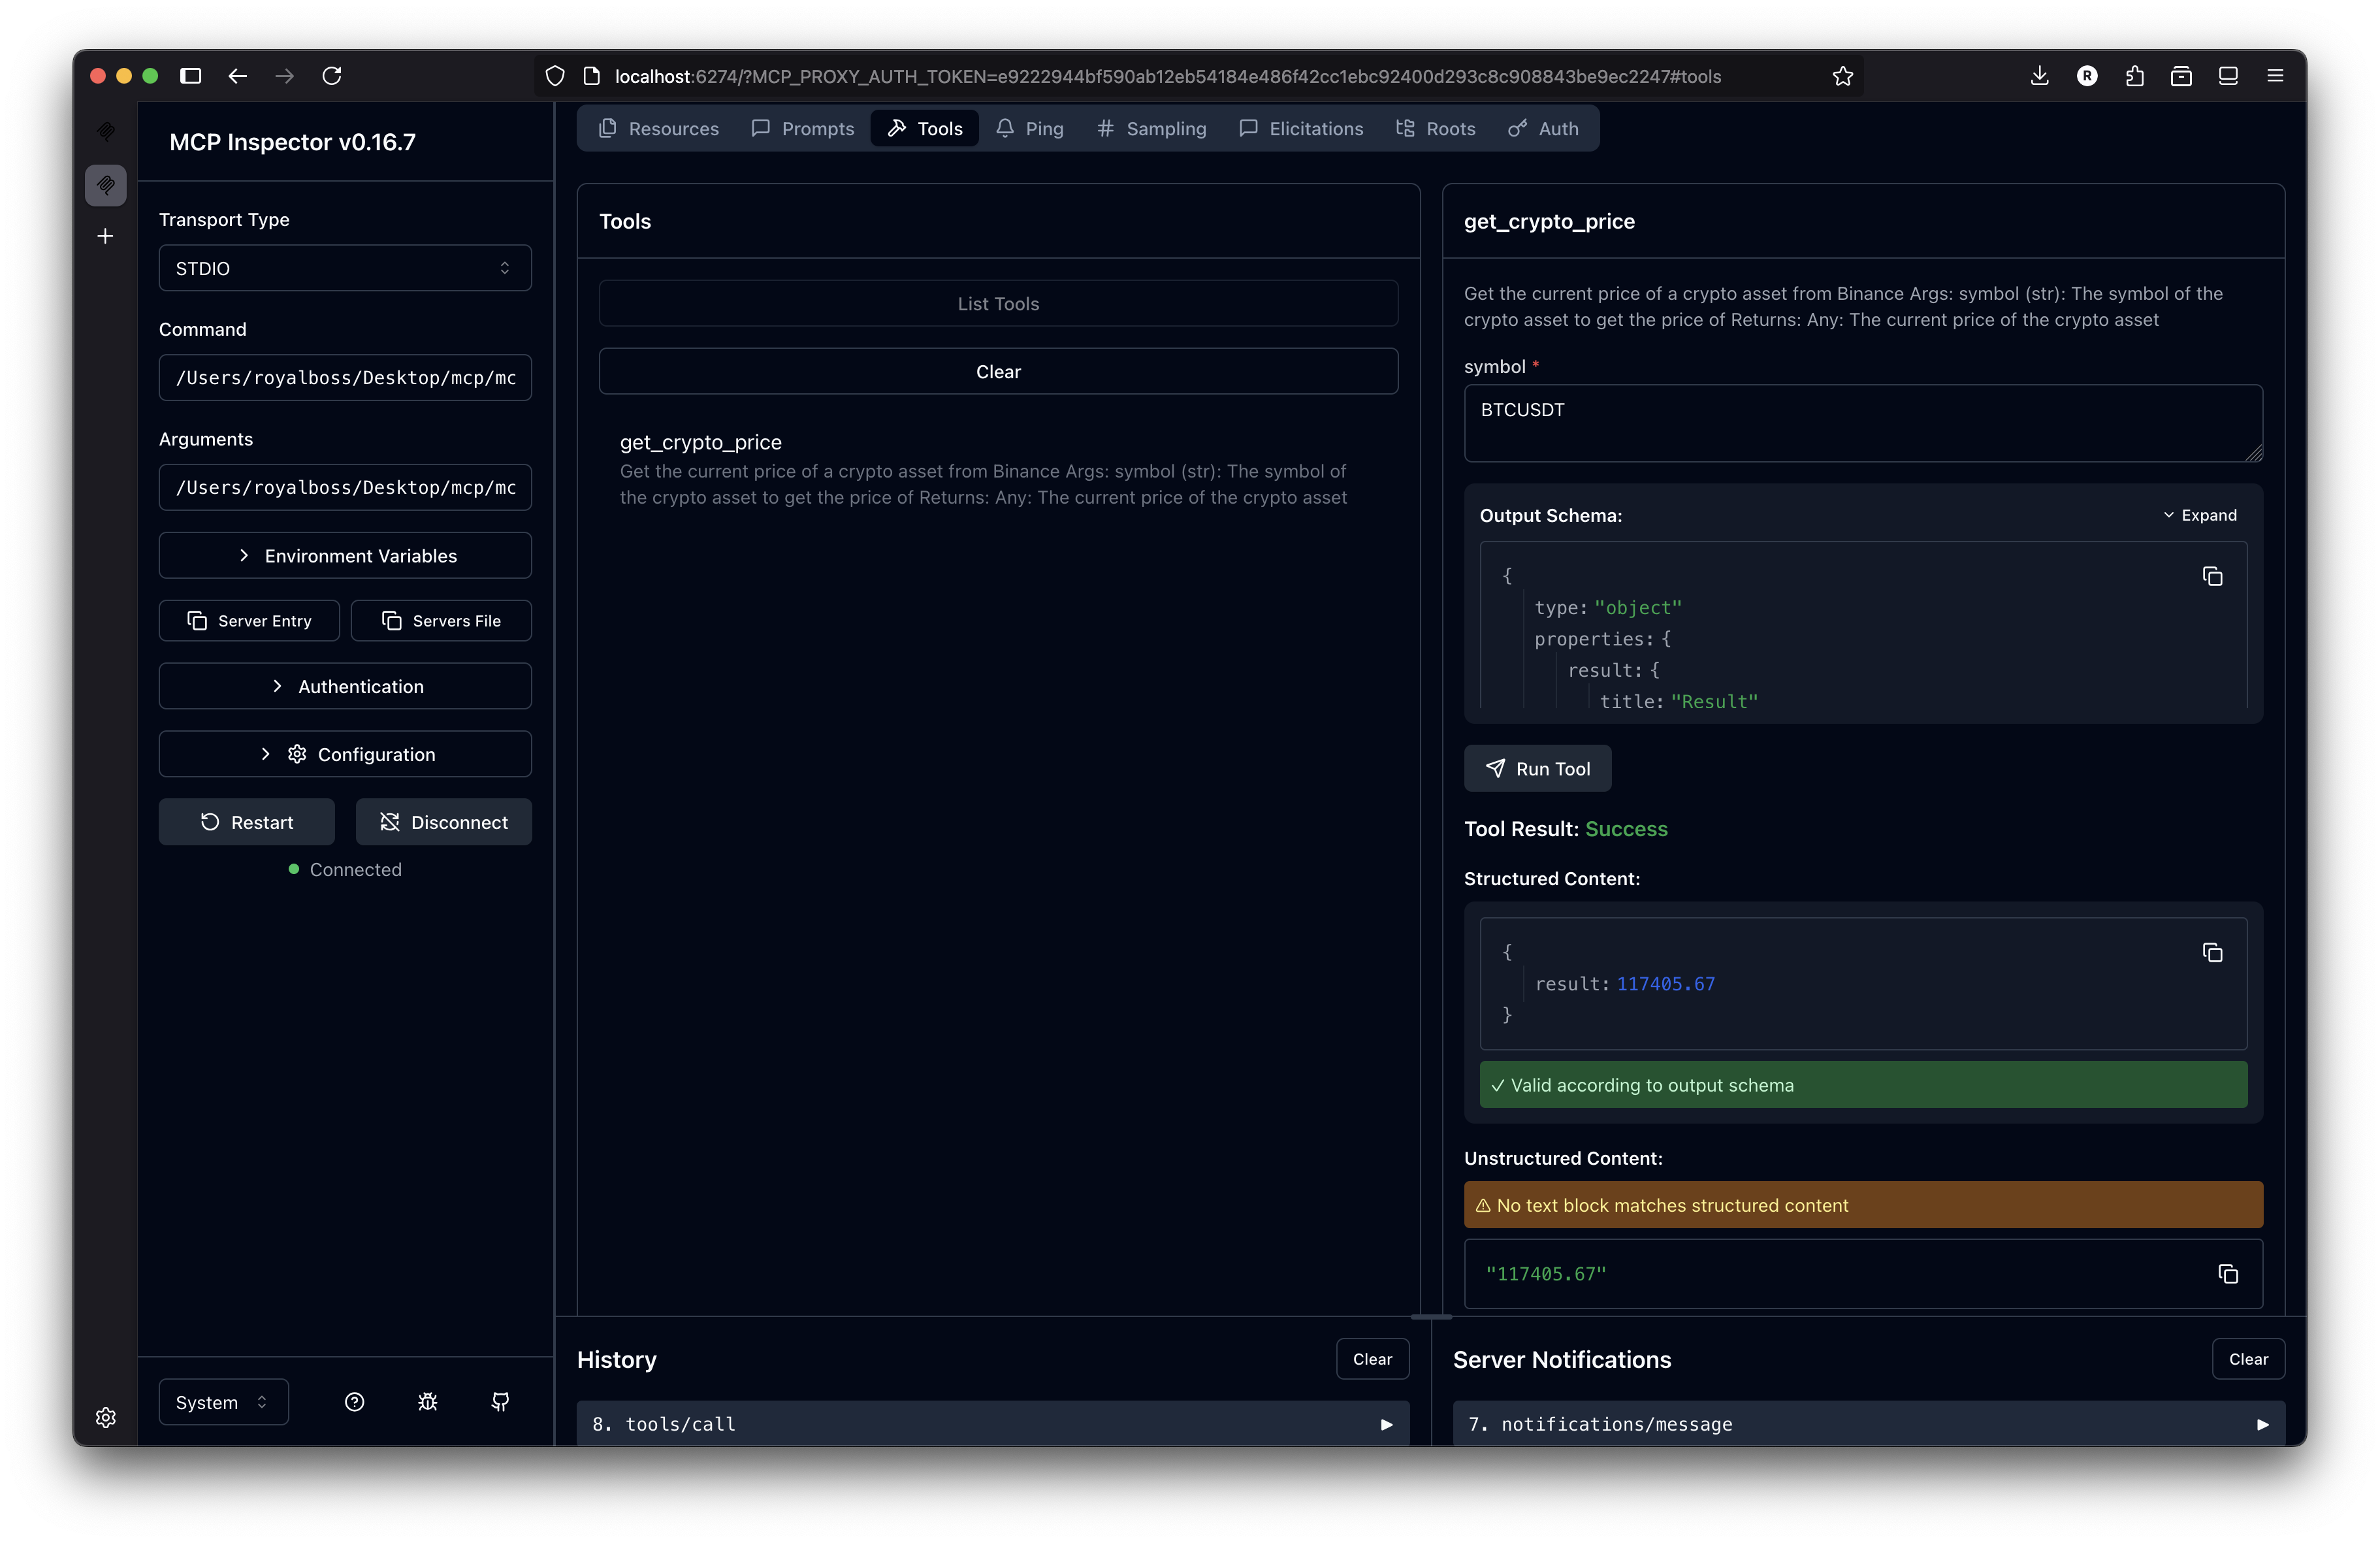 localhost:6274/?MCP_PROXY_AUTH_TOKEN=e9222944bf590ab12eb54184e486f42cc1ebc92400d293c8c908843be9ec2247#tools
R
MCP Inspector v0.16.7
Transport Type
STDIO
Command
/Users/royalboss/Desktop/mcp/mc
Arguments
/Users/royalboss/Desktop/mcp/mc
Environment Variables
Server Entry
Servers File
Authentication
Configuration
Restart
Disconnect
Connected
System
Resources
Prompts
Tools
Ping
Sampling
Elicitations
Roots
Auth
Tools
List Tools
Clear
get_crypto_price
Get the current price of a crypto asset from Binance Args: symbol (str): The symbol of
the crypto asset to get the price of Returns: Any: The current price of the crypto asset
get_crypto_price
Get the current price of a crypto asset from Binance Args: symbol (str): The symbol of the
crypto asset to get the price of Returns: Any: The current price of the crypto asset
symbol *
BTCUSDT
Output Schema:
Expand
{
type: "object"
properties: {
result: {
title: "Result"
Run Tool
Tool Result: Success
Structured Content:
{
result: 117405.67
}
✓ Valid according to output schema
Unstructured Content:
⚠ No text block matches structured content
"117405.67"
History
Clear
8. tools/call
Server Notifications
Clear
7. notifications/message